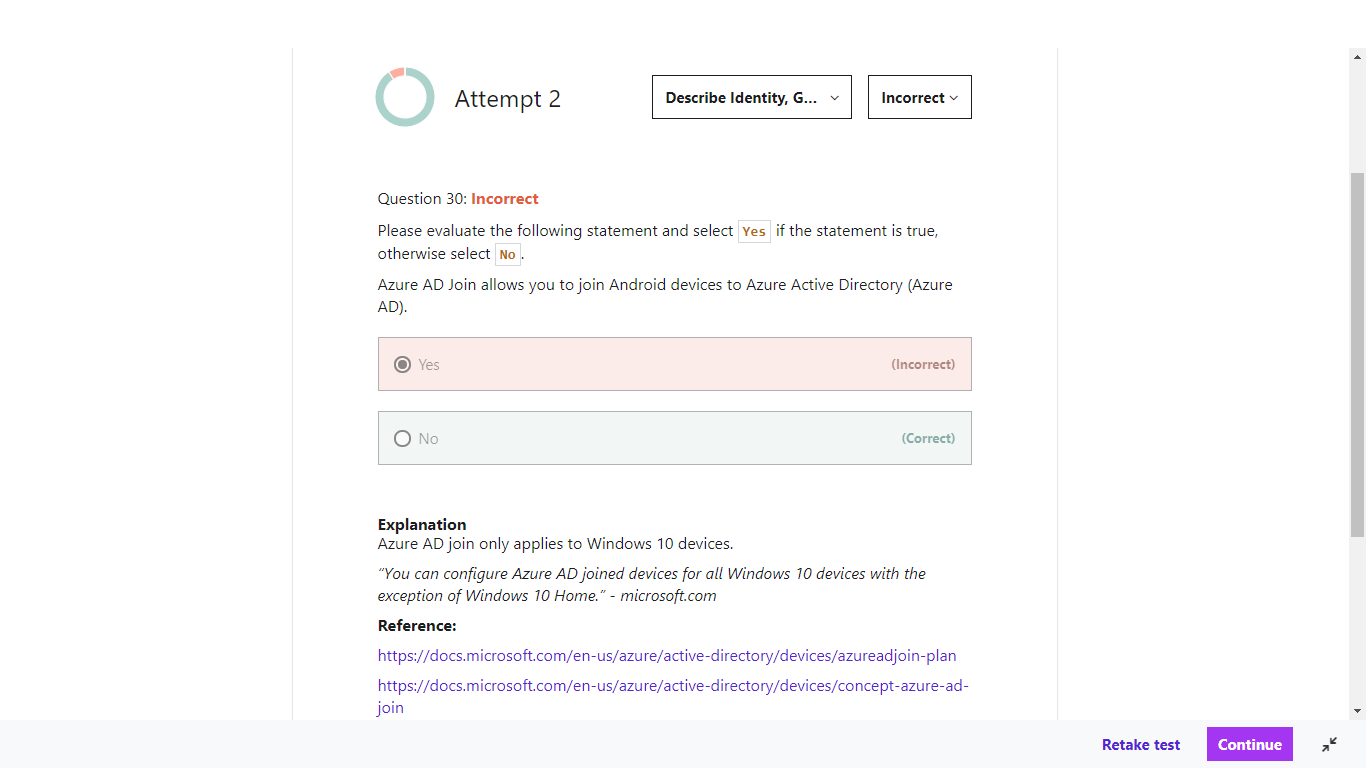 Attempt 2
Describe Identity, G...
Incorrect
Question 30: Incorrect
Please evaluate the following statement and select Yes if the statement is true,
otherwise select No.
Azure AD Join allows you to join Android devices to Azure Active Directory (Azure
AD).
Yes
(Incorrect)
No
(Correct)
Explanation
Azure AD join only applies to Windows 10 devices.
“You can configure Azure AD joined devices for all Windows 10 devices with the
exception of Windows 10 Home.” - microsoft.com
Reference:
https://docs.microsoft.com/en-us/azure/active-directory/devices/azureadjoin-plan
https://docs.microsoft.com/en-us/azure/active-directory/devices/concept-azure-ad-
join
Retake test
Continue